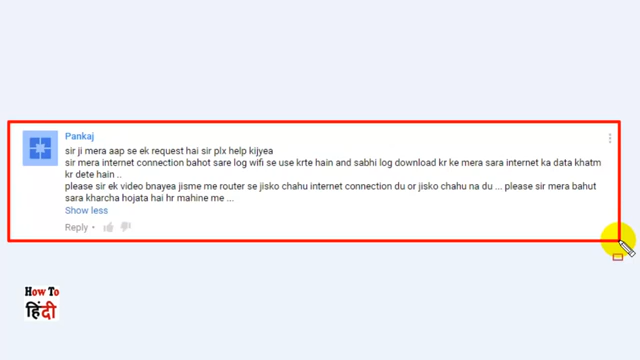 Pankaj
sir ji mera aap se ek request hai sir plx help kijyea
sir mera internet connection bahot sare log wifi se use krte hain and sabhi log download kr ke mera sara internet ka data khatm
kr dete hain ..
please sir ek video bnayea jisme me router se jisko chahu internet connection du or jisko chahu na du ... please sir mera bahut
sara kharcha hojata hai hr mahine me ...
Show less
Reply •
How To
हिंदी